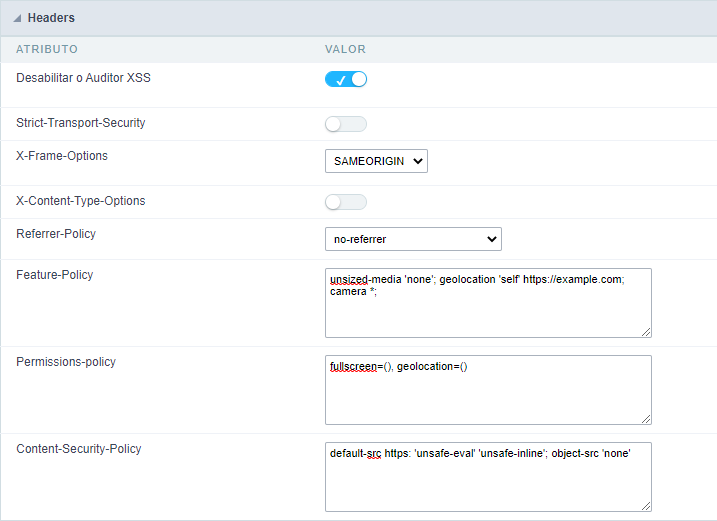 Headers
ATRIBUTO VALOR
Desabilitar o Auditor XSS
Strict-Transport-Security
X-Frame-Options SAMEORIGIN
X-Content-Type-Options
Referrer-Policy no-referrer
Feature-Policy unsized-media 'none'; geolocation 'self' https://example.com;
camera *;
Permissions-policy fullscreen=(), geolocation=()
Content-Security-Policy default-src https: 'unsafe-eval' 'unsafe-inline'; object-src 'none'